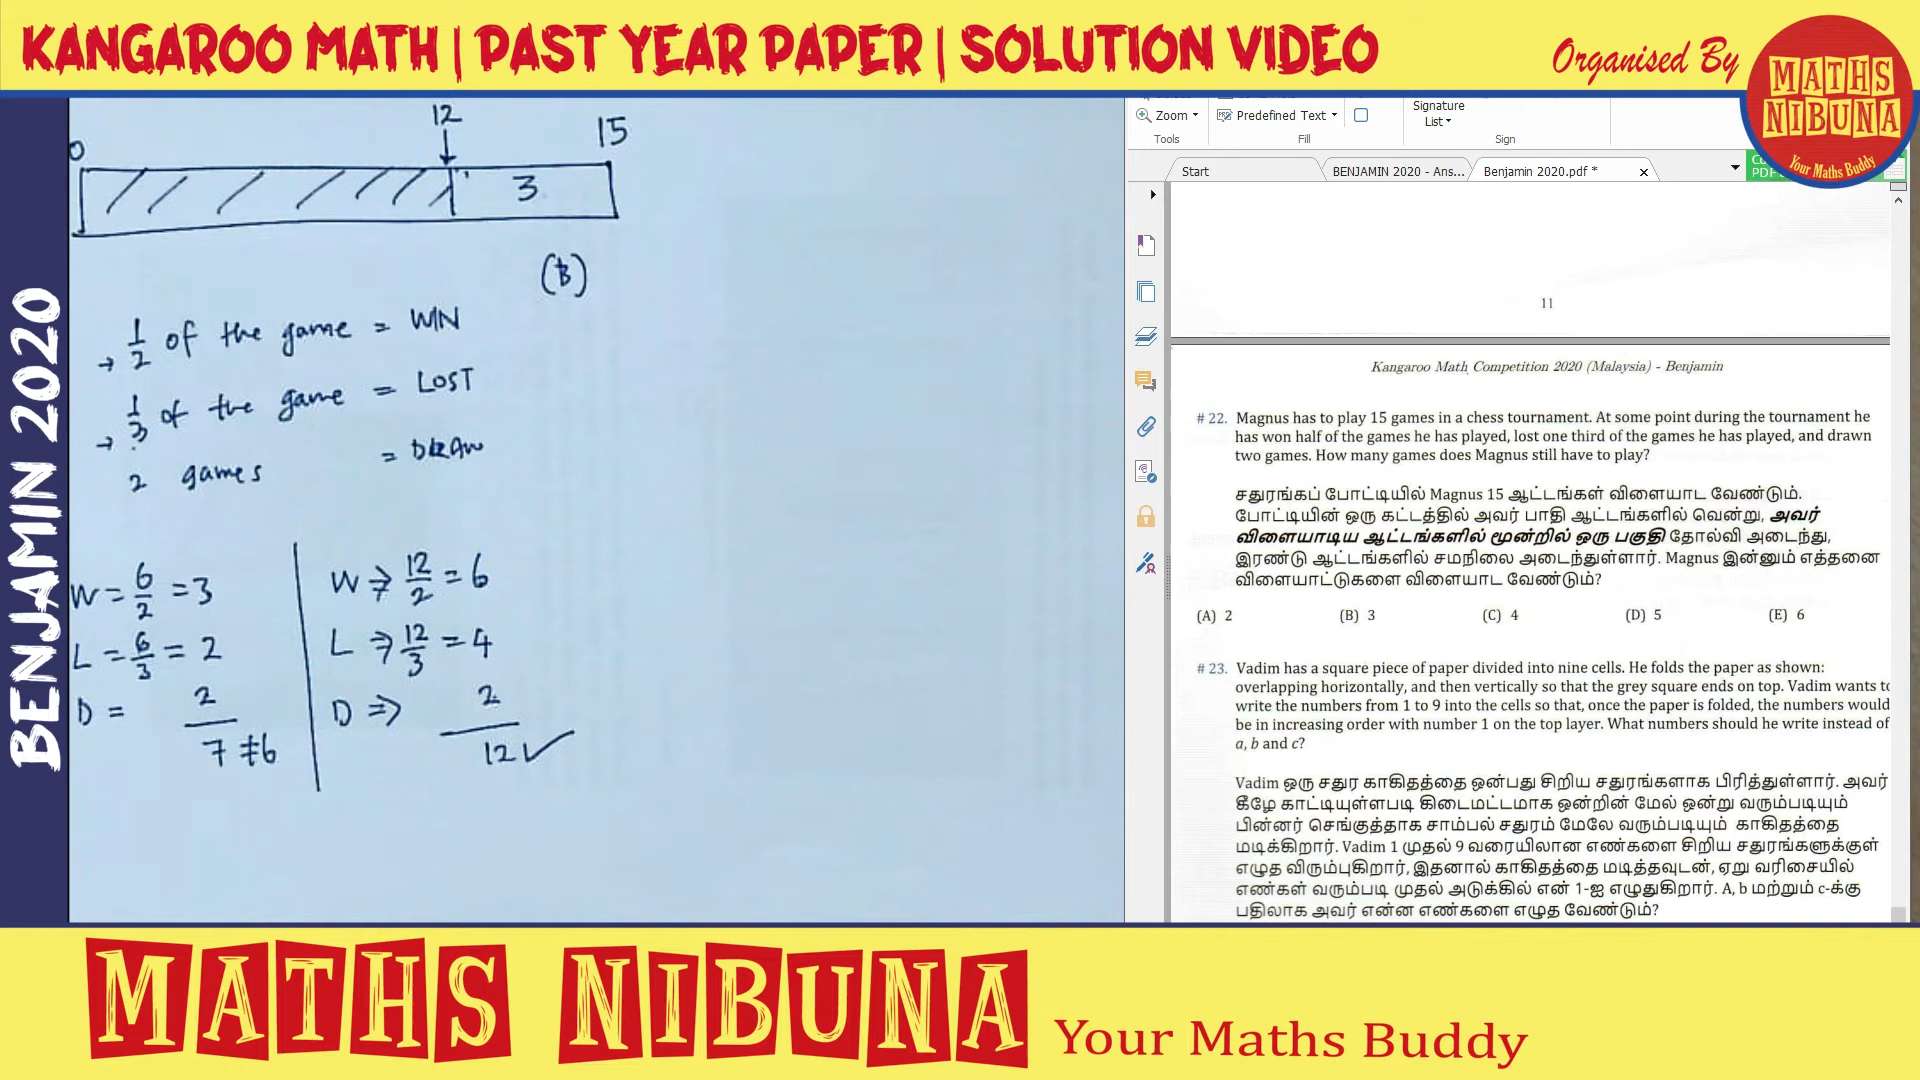 KANGAROO MATH | PAST YEAR PAPER | SOLUTION VIDEO
Organised By
MATHS
NIBUNA
Your Maths Buddy
BENJAMIN 2020
0
12
15
3
(B)
→ 1/2 of the game = WIN
→ 1/3 of the game = LOST
2 games = DRAW
W = 6/2 = 3
L = 6/3 = 2
D = 2
7 ≠ 6
W ⇒ 12/2 = 6
L ⇒ 12/3 = 4
D ⇒ 2
12 ✓
Zoom
Tools
Predefined Text
Fill
Signature
List
Sign
Start
BENJAMIN 2020 - Ans...
Benjamin 2020.pdf *
11
Kangaroo Math Competition 2020 (Malaysia) - Benjamin
# 22. Magnus has to play 15 games in a chess tournament. At some point during the tournament he
has won half of the games he has played, lost one third of the games he has played, and drawn
two games. How many games does Magnus still have to play?
சதுரங்கப் போட்டியில் Magnus 15 ஆட்டங்கள் விளையாட வேண்டும்.
போட்டியின் ஒரு கட்டத்தில் அவர் பாதி ஆட்டங்களில் வென்று, அவர்
விளையாடிய ஆட்டங்களில் மூன்றில் ஒரு பகுதி தோல்வி அடைந்து,
இரண்டு ஆட்டங்களில் சமநிலை அடைந்துள்ளார். Magnus இன்னும் எத்தனை
விளையாட்டுகளை விளையாட வேண்டும்?
(A) 2 (B) 3 (C) 4 (D) 5 (E) 6
# 23. Vadim has a square piece of paper divided into nine cells. He folds the paper as shown:
overlapping horizontally, and then vertically so that the grey square ends on top. Vadim wants to
write the numbers from 1 to 9 into the cells so that, once the paper is folded, the numbers would
be in increasing order with number 1 on the top layer. What numbers should he write instead of
a, b and c?
Vadim ஒரு சதுர காகிதத்தை ஒன்பது சிறிய சதுரங்களாக பிரித்துள்ளார். அவர்
கீழே காட்டியுள்ளபடி கிடைமட்டமாக ஒன்றின் மேல் ஒன்று வரும்படியும்
பின்னர் செங்குத்தாக சாம்பல் சதுரம் மேலே வரும்படியும் காகிதத்தை
மடிக்கிறார். Vadim 1 முதல் 9 வரையிலான எண்களை சிறிய சதுரங்களுக்குள்
எழுத விரும்புகிறார், இதனால் காகிதத்தை மடித்தவுடன், ஏறு வரிசையில்
எண்கள் வரும்படி முதல் அடுக்கில் என் 1-ஐ எழுதுகிறார். A, b மற்றும் c-க்கு
பதிலாக அவர் என்ன எண்களை எழுத வேண்டும்?
MATHS NIBUNA
Your Maths Buddy